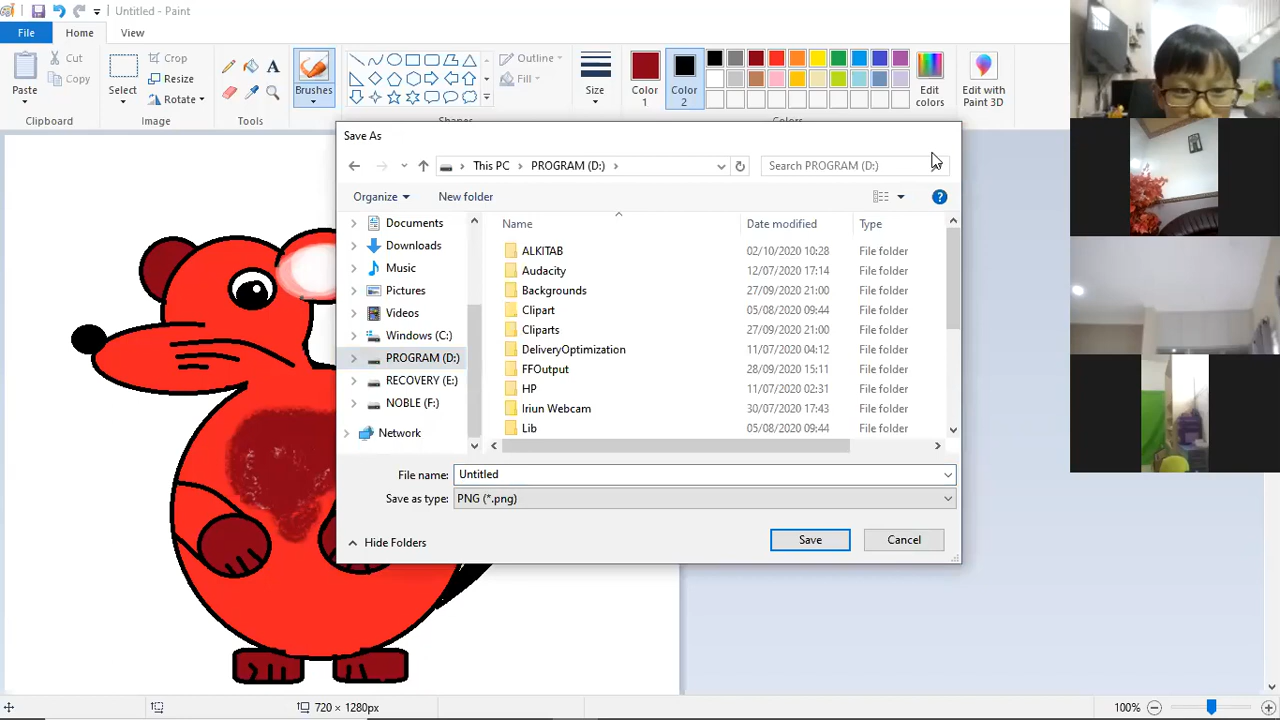 Untitled - Paint
File Home View
Paste
Cut
Copy
Clipboard
Select
Crop
Resize
Rotate
Image
A
Tools
Brushes
Outline
Fill
Shapes
Size
Color 1
Color 2
Edit colors
Edit with Paint 3D
Colors
Save As
This PC PROGRAM (D:)
Search PROGRAM (D:)
Organize New folder
Documents
Downloads
Music
Pictures
Videos
Windows (C:)
PROGRAM (D:)
RECOVERY (E:)
NOBLE (F:)
Network
Name Date modified Type
ALKITAB 02/10/2020 10:28 File folder
Audacity 12/07/2020 17:14 File folder
Backgrounds 27/09/2020 21:00 File folder
Clipart 05/08/2020 09:44 File folder
Cliparts 27/09/2020 21:00 File folder
DeliveryOptimization 11/07/2020 04:12 File folder
FFOutput 28/09/2020 15:11 File folder
HP 11/07/2020 02:31 File folder
Iriun Webcam 30/07/2020 17:43 File folder
Lib 05/08/2020 09:44 File folder
File name: Untitled
Save as type: PNG (*.png)
Hide Folders Save Cancel
720 × 1280px 100%